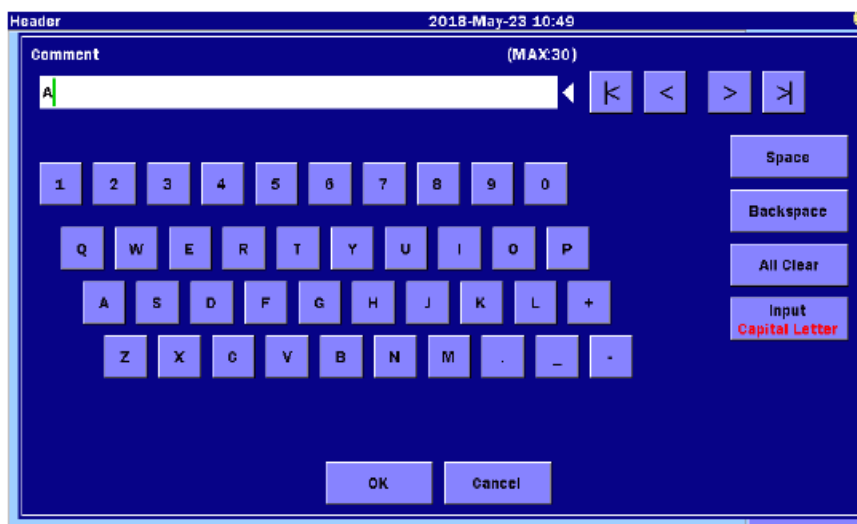 Header 2018-May-23 10:49
Comment (MAX:30)
A
|< < > >|
Space
1 2 3 4 5 6 7 8 9 0
Backspace
Q W E R T Y U I O P
All Clear
A S D F G H J K L +
Input
Capital Letter
Z X C V B N M . _ -
OK Cancel